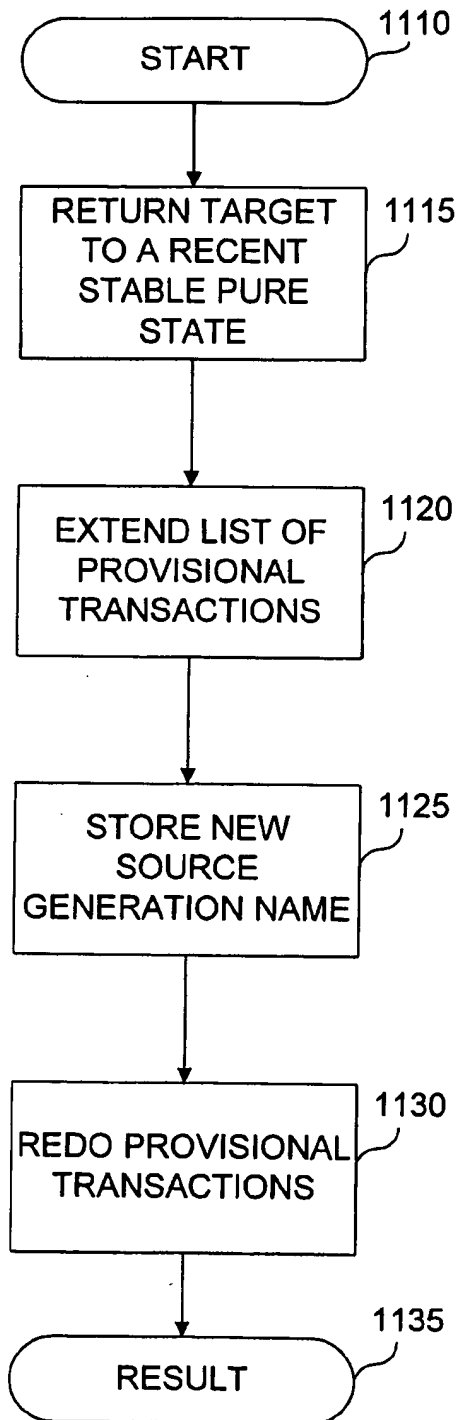 START
1110
RETURN TARGET
TO A RECENT
STABLE PURE
STATE
1115
EXTEND LIST OF
PROVISIONAL
TRANSACTIONS
1120
STORE NEW
SOURCE
GENERATION NAME
1125
REDO PROVISIONAL
TRANSACTIONS
1130
RESULT
1135